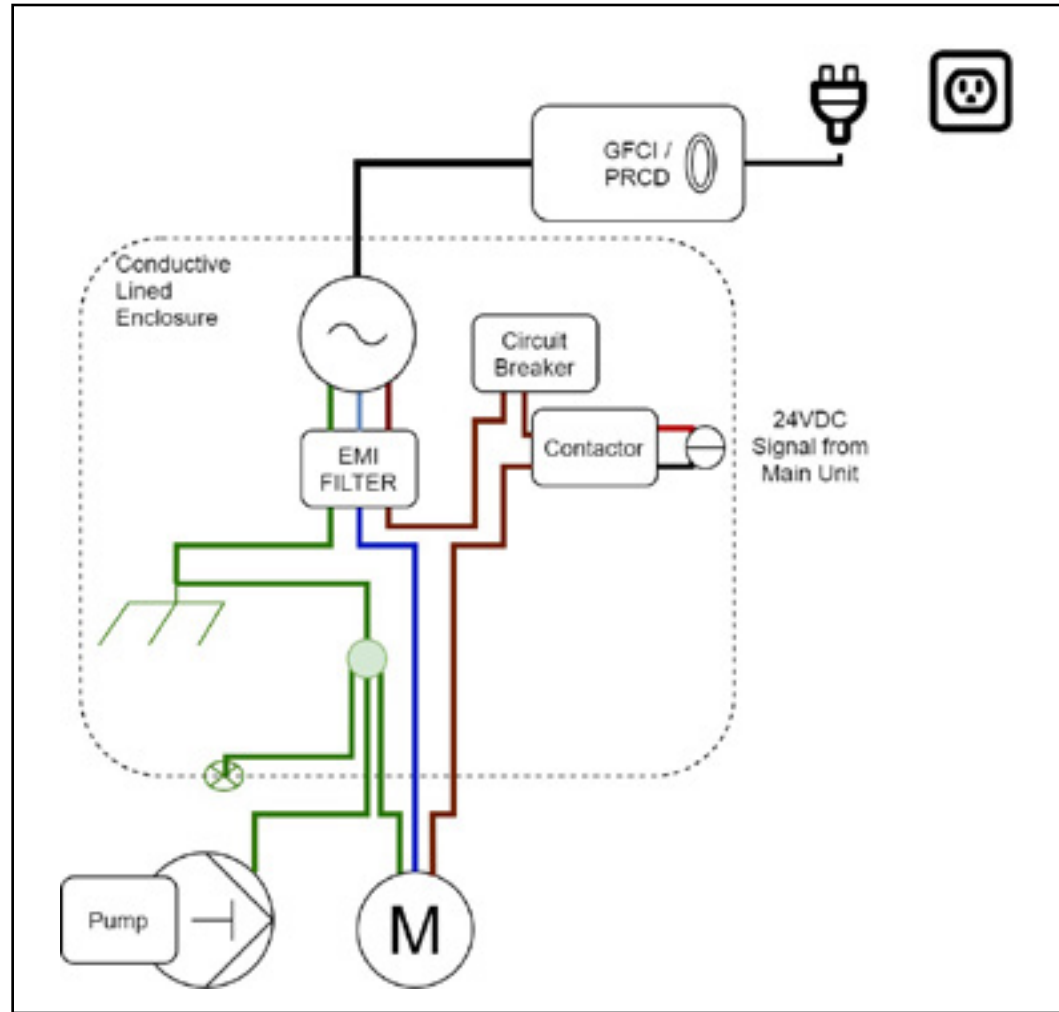 GFCI /
PRCD
Conductive
Lined
Enclosure
Circuit
Breaker
Contactor
24VDC
Signal from
Main Unit
EMI
FILTER
Pump
M